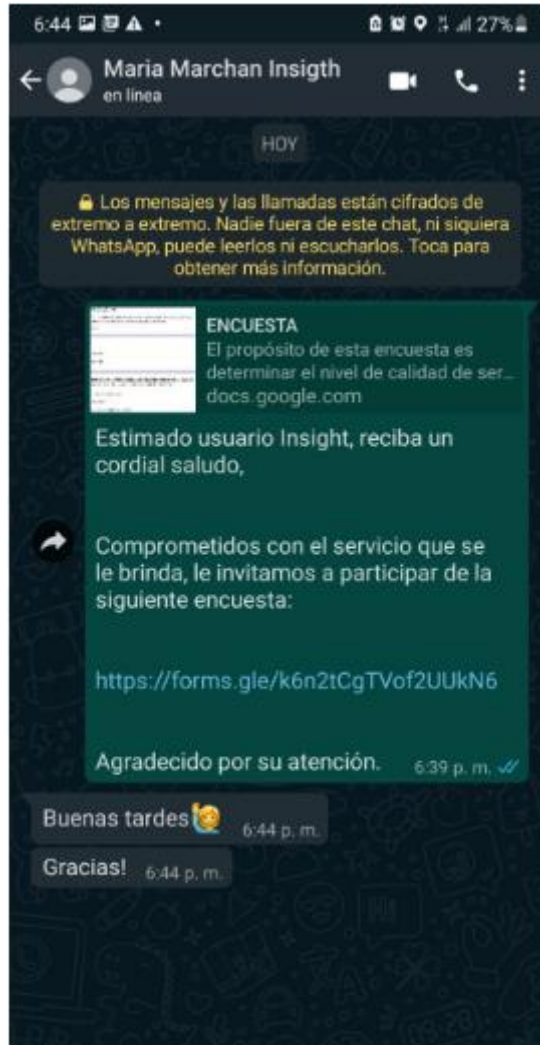 6:44
27%
Maria Marchan Insigth
en línea
HOY
Los mensajes y las llamadas están cifrados de
extremo a extremo. Nadie fuera de este chat, ni siquiera
WhatsApp, puede leerlos ni escucharlos. Toca para
obtener más información.
ENCUESTA
El propósito de esta encuesta es
determinar el nivel de calidad de ser...
docs.google.com
Estimado usuario Insight, reciba un
cordial saludo,
Comprometidos con el servicio que se
le brinda, le invitamos a participar de la
siguiente encuesta:
https://forms.gle/k6n2tCgTVof2UUkN6
Agradecido por su atención.
6:39 p. m.
Buenas tardes
6:44 p. m.
Gracias!
6:44 p. m.